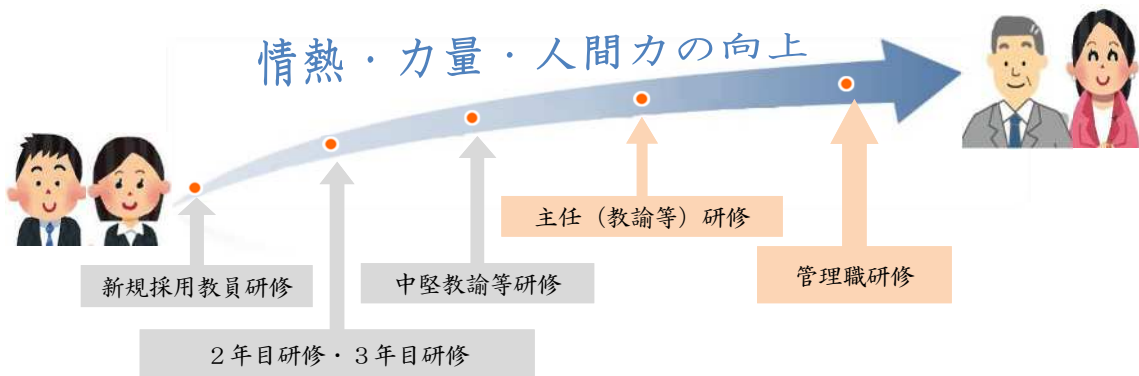 情熱・力量・人間力の向上
主任（教諭等）研修
新規採用教員研修
中堅教諭等研修
管理職研修
２年目研修・３年目研修